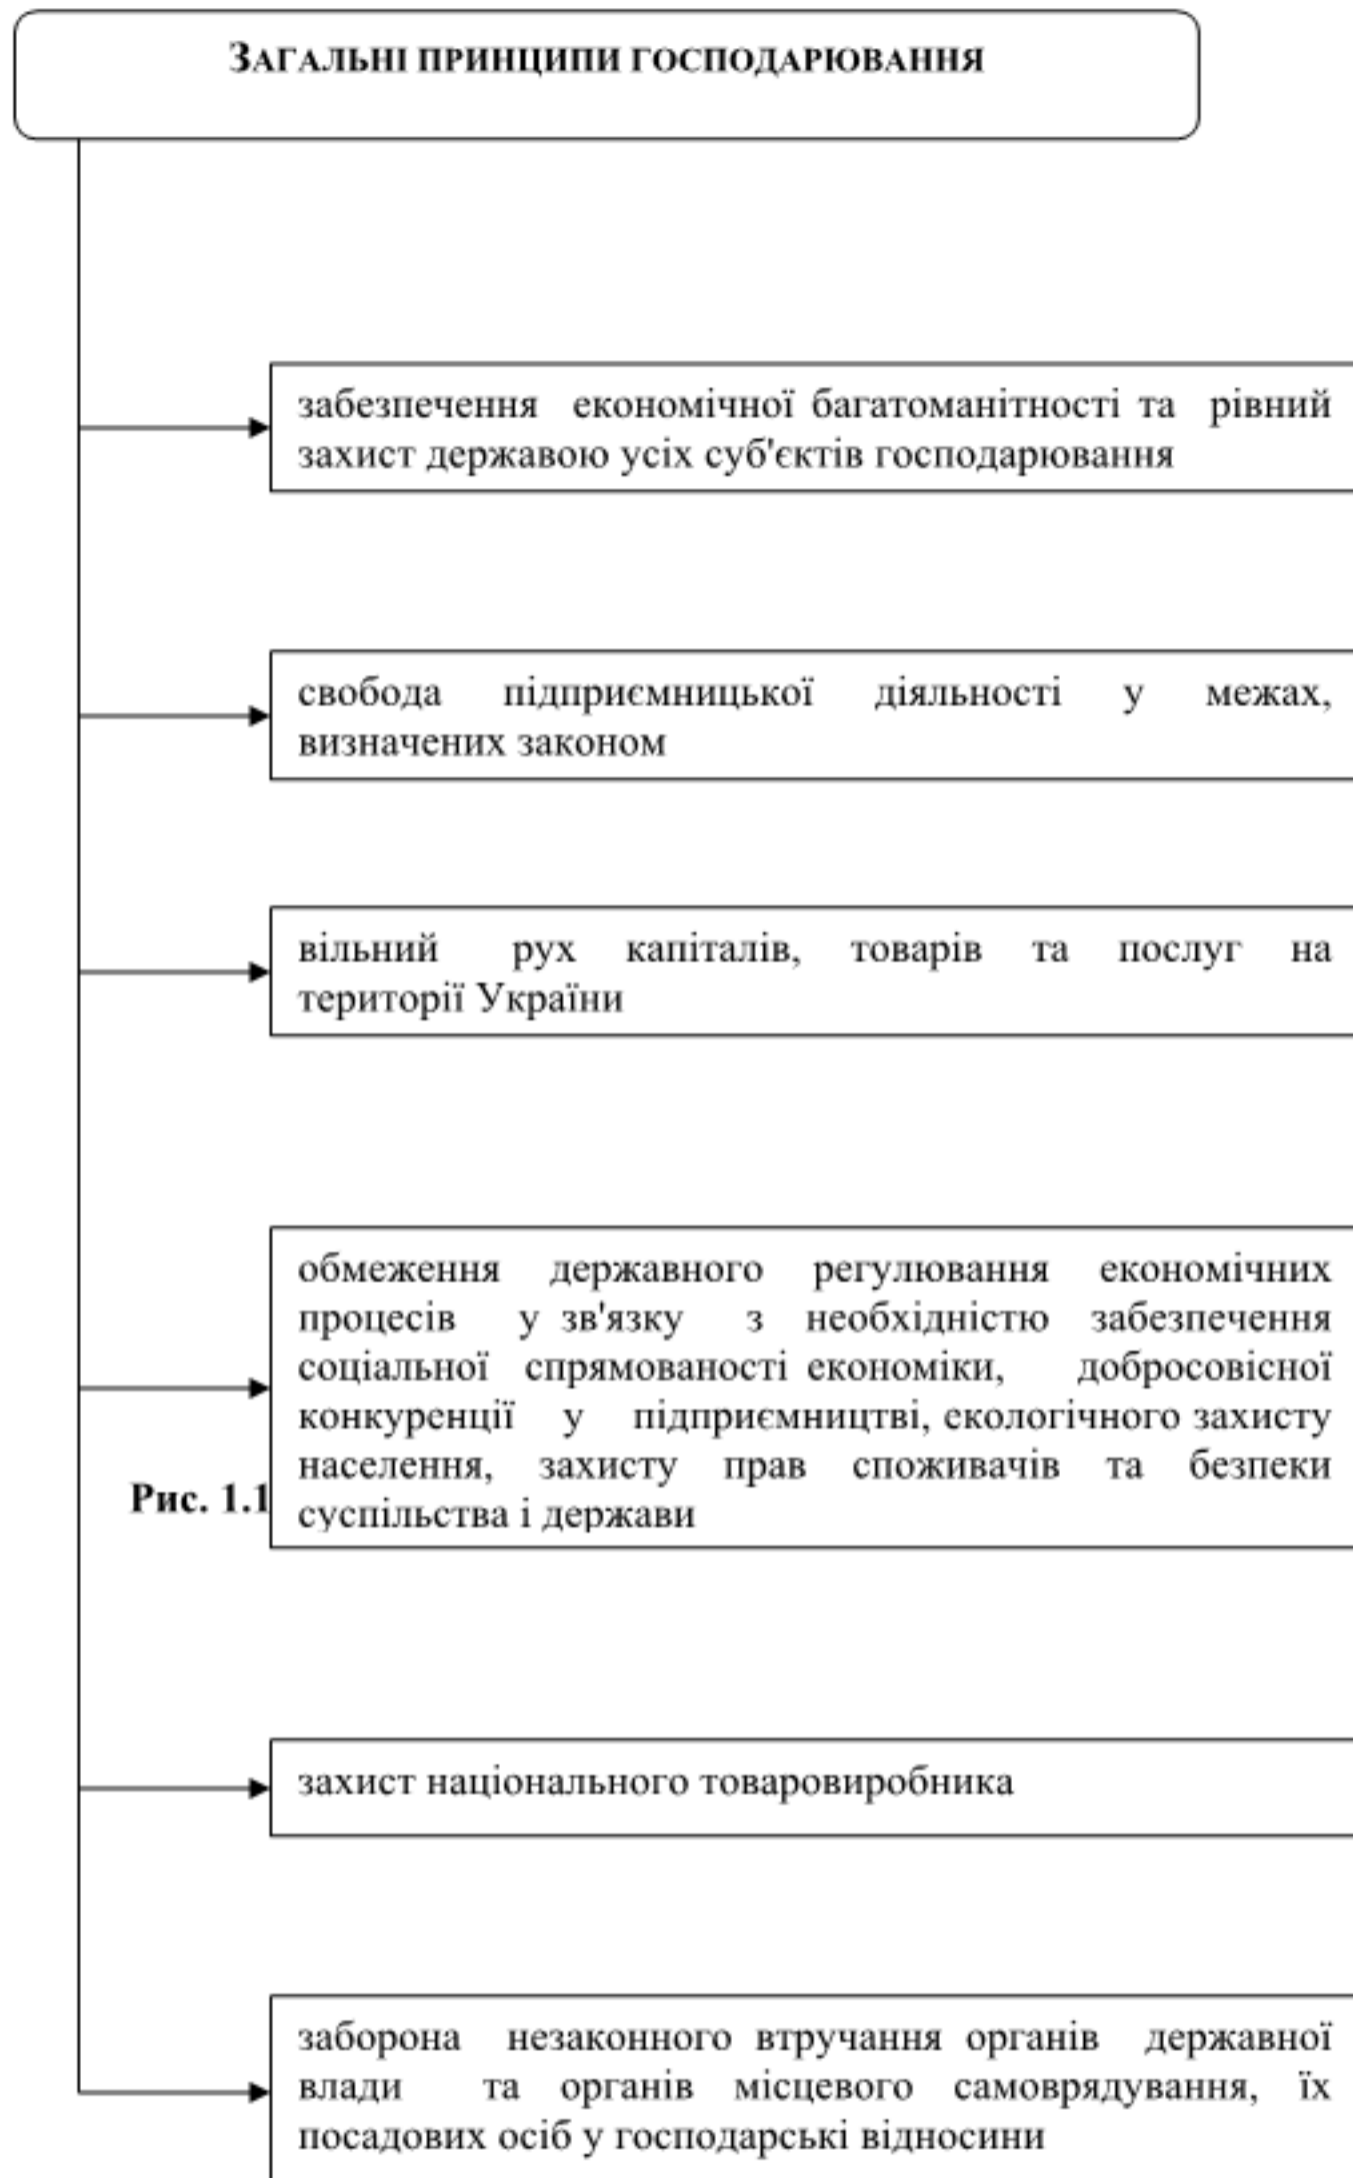 ЗАГАЛЬНІ ПРИНЦИПИ ГОСПОДАРЮВАННЯ
забезпечення економічної багатоманітності та рівний
захист державою усіх суб'єктів господарювання
свобода підприємницької діяльності у межах,
визначених законом
вільний рух капіталів, товарів та послуг на
території України
обмеження державного регулювання економічних
процесів у зв'язку з необхідністю забезпечення
соціальної спрямованості економіки, добросовісної
конкуренції у підприємництві, екологічного захисту
населення, захисту прав споживачів та безпеки
суспільства і держави
Рис. 1.1
захист національного товаровиробника
заборона незаконного втручання органів державної
влади та органів місцевого самоврядування, їх
посадових осіб у господарські відносини